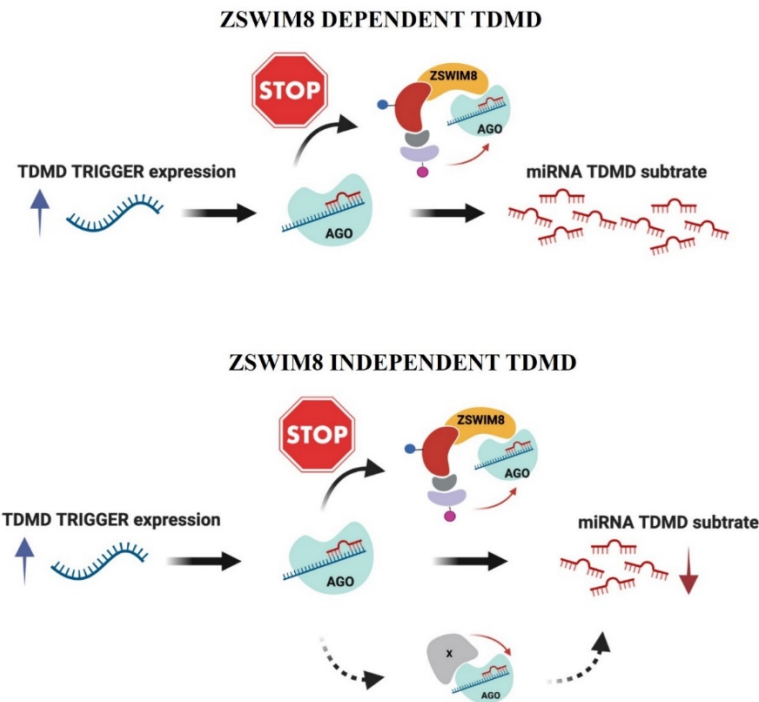 ZSWIM8 DEPENDENT TDMD
STOP
ZSWIM8
AGO
TDMD TRIGGER expression
miRNA TDMD subtrate
AGO
ZSWIM8 INDEPENDENT TDMD
STOP
ZSWIM8
AGO
TDMD TRIGGER expression
miRNA TDMD subtrate
AGO
X
AGO